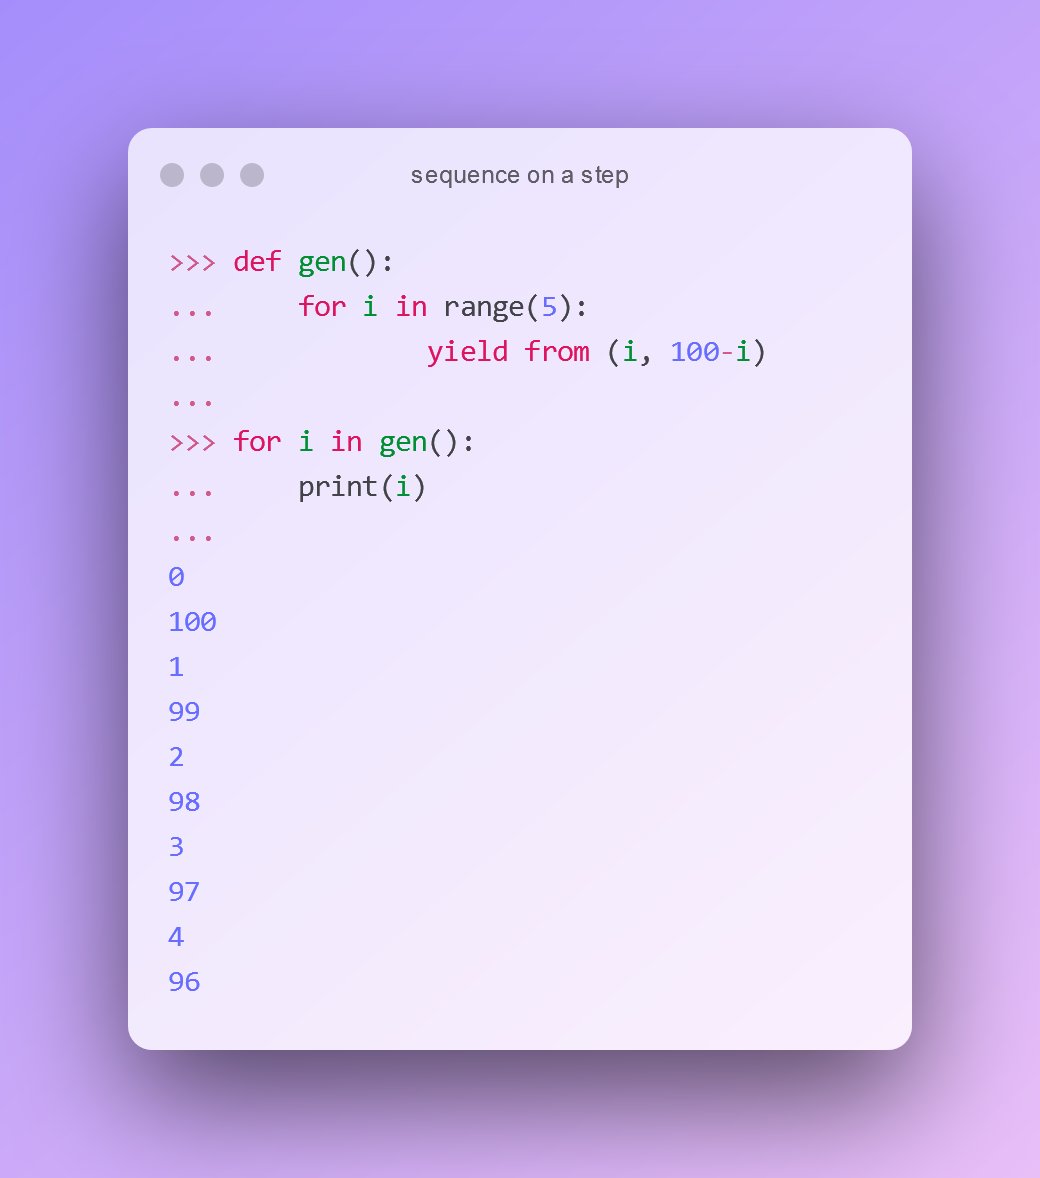 sequence on a step
>>> def gen():
...     for i in range(5):
...             yield from (i, 100-i)
...
>>> for i in gen():
...     print(i)
...
0
100
1
99
2
98
3
97
4
96